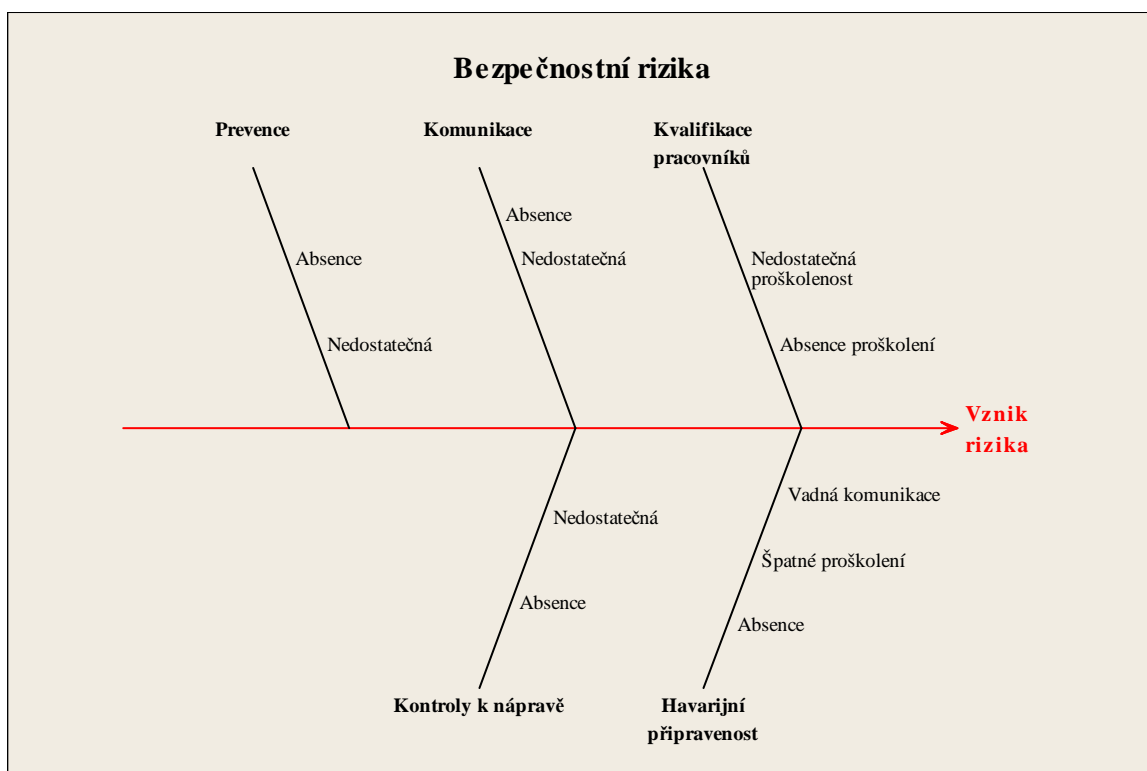 Bezpečnostní rizika
Prevence
Komunikace
Kvalifikace
pracovníků
Absence
Nedostatečná
Absence
Nedostatečná
Nedostatečná
proškolenost
Absence proškolení
Vznik
rizika
Nedostatečná
Absence
Vadná komunikace
Špatné proškolení
Absence
Kontroly k nápravě
Havarijní
připravenost